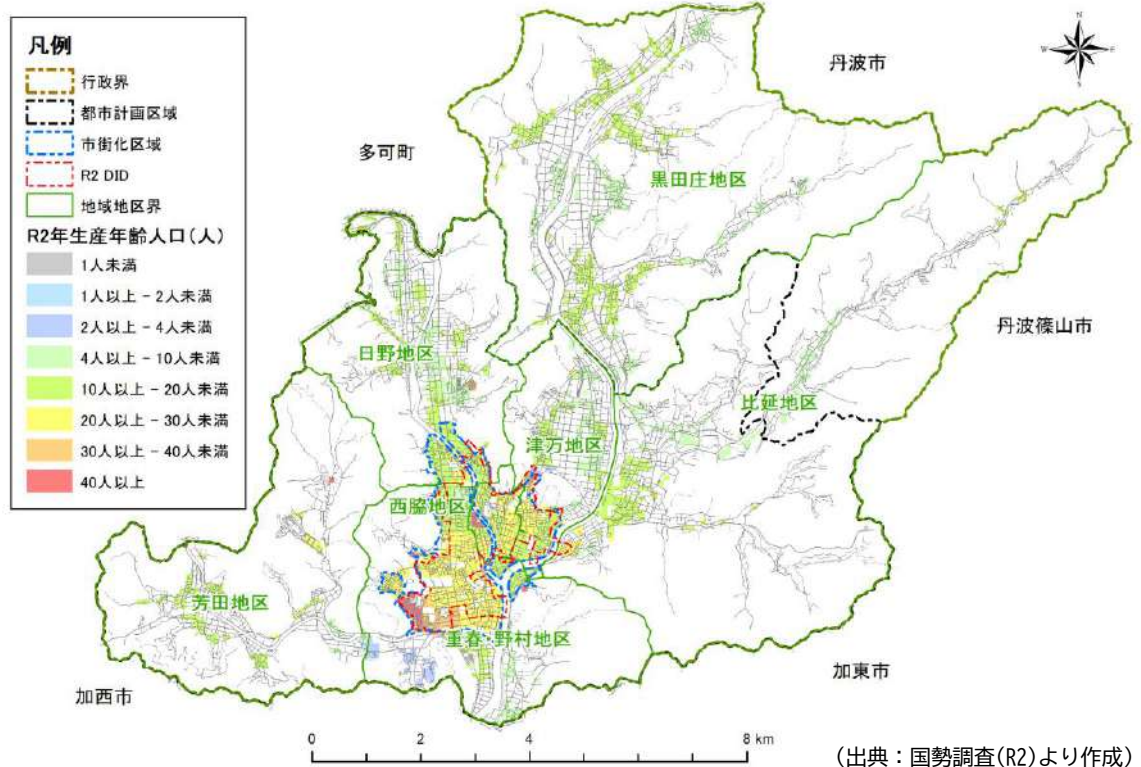 凡例
行政界
都市計画区域
市街化区域
R2 DID
地域地区界
R2年生産年齢人口(人)
1人未満
1人以上 - 2人未満
2人以上 - 4人未満
4人以上 - 10人未満
10人以上 - 20人未満
20人以上 - 30人未満
30人以上 - 40人未満
40人以上
N
W E
S
丹波市
多可町
黒田庄地区
丹波篠山市
日野地区
比延地区
津万地区
西脇地区
芳田地区
重春・野村地区
加東市
加西市
0 2 4 8 km
(出典：国勢調査(R2)より作成)